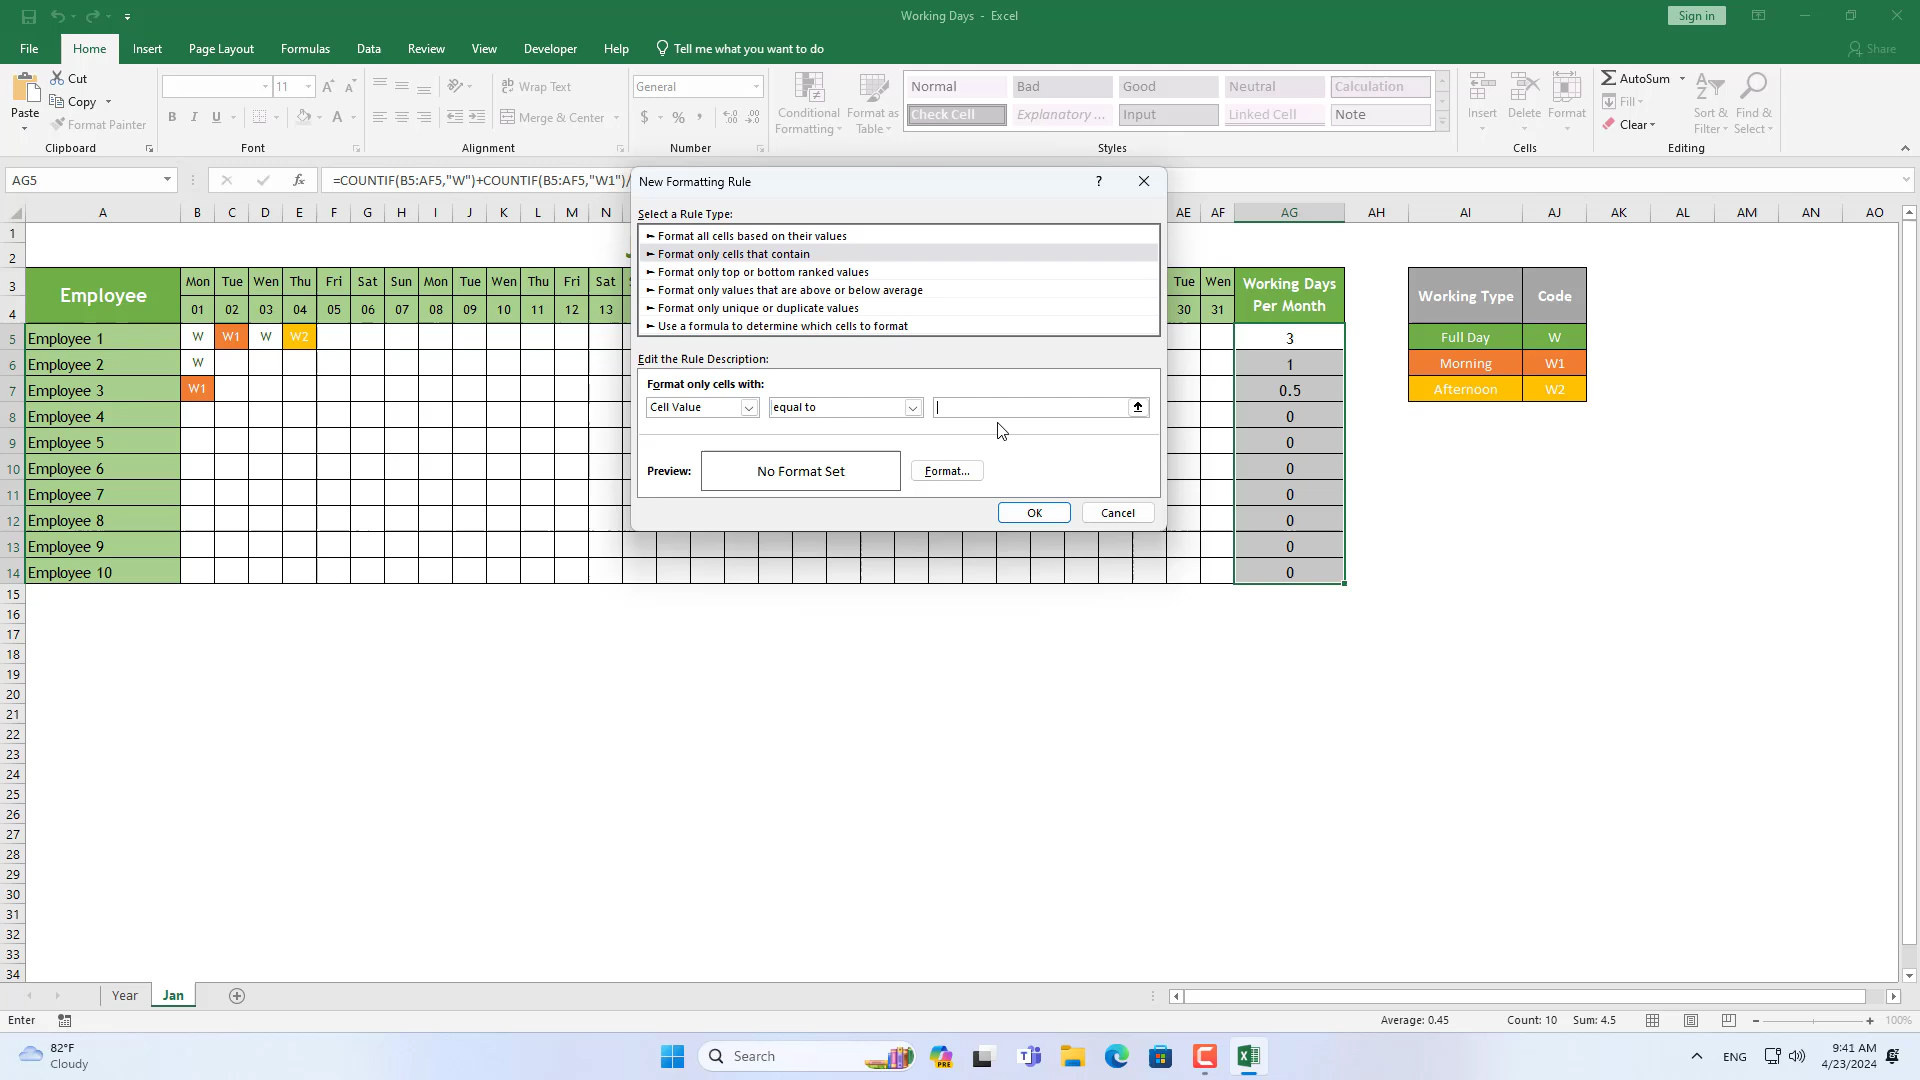 Working Days - Excel
Sign in
File Home Insert Page Layout Formulas Data Review View Developer Help Tell me what you want to do Share
Paste
Cut
Copy
Format Painter
Clipboard
11
B I U
Font
Wrap Text
Merge & Center
Alignment
General
$ % ,
Number
Conditional Formatting
Format as Table
Normal Bad Good Neutral Calculation
Check Cell Explanatory ... Input Linked Cell Note
Styles
Insert Delete Format
Cells
AutoSum
Fill
Clear
Sort & Filter
Find & Select
Editing
AG5 fx =COUNTIF(B5:AF5,"W")+COUNTIF(B5:AF5,"W1")/
A B C D E F G H I J K L M N AE AF AG AH AI AJ AK AL AM AN AO
1
2
3 Employee Mon Tue Wen Thu Fri Sat Sun Mon Tue Wen Thu Fri Sat Tue Wen Working Days Per Month Working Type Code
4 01 02 03 04 05 06 07 08 09 10 11 12 13 30 31
5 Employee 1 W W1 W W2 3 Full Day W
6 Employee 2 W 1 Morning W1
7 Employee 3 W1 0.5 Afternoon W2
8 Employee 4 0
9 Employee 5 0
10 Employee 6 0
11 Employee 7 0
12 Employee 8 0
13 Employee 9 0
14 Employee 10 0
15
16
17
18
19
20
21
22
23
24
25
26
27
28
29
30
31
32
33
34
New Formatting Rule ?
Select a Rule Type:
► Format all cells based on their values
► Format only cells that contain
► Format only top or bottom ranked values
► Format only values that are above or below average
► Format only unique or duplicate values
► Use a formula to determine which cells to format
Edit the Rule Description:
Format only cells with:
Cell Value equal to
Preview: No Format Set Format...
OK Cancel
Year Jan
Enter Average: 0.45 Count: 10 Sum: 4.5 100%
82°F
Cloudy
Search
PRE
ENG
9:41 AM
4/23/2024